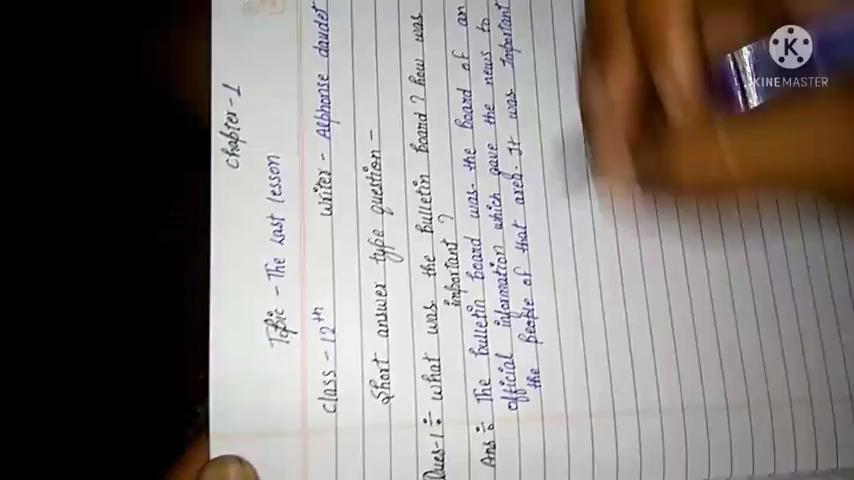 Chapter-1
Topic - The Last lesson
Class - 12th writer - Alphonse daudet
Short answer type question -
Ques-1 ÷ what was the bulletin board ? how was
important ?
Ans ÷ The bulletin board was the board of an
official information which gave the news to
the people of that area. It was important
K
KINEMASTER